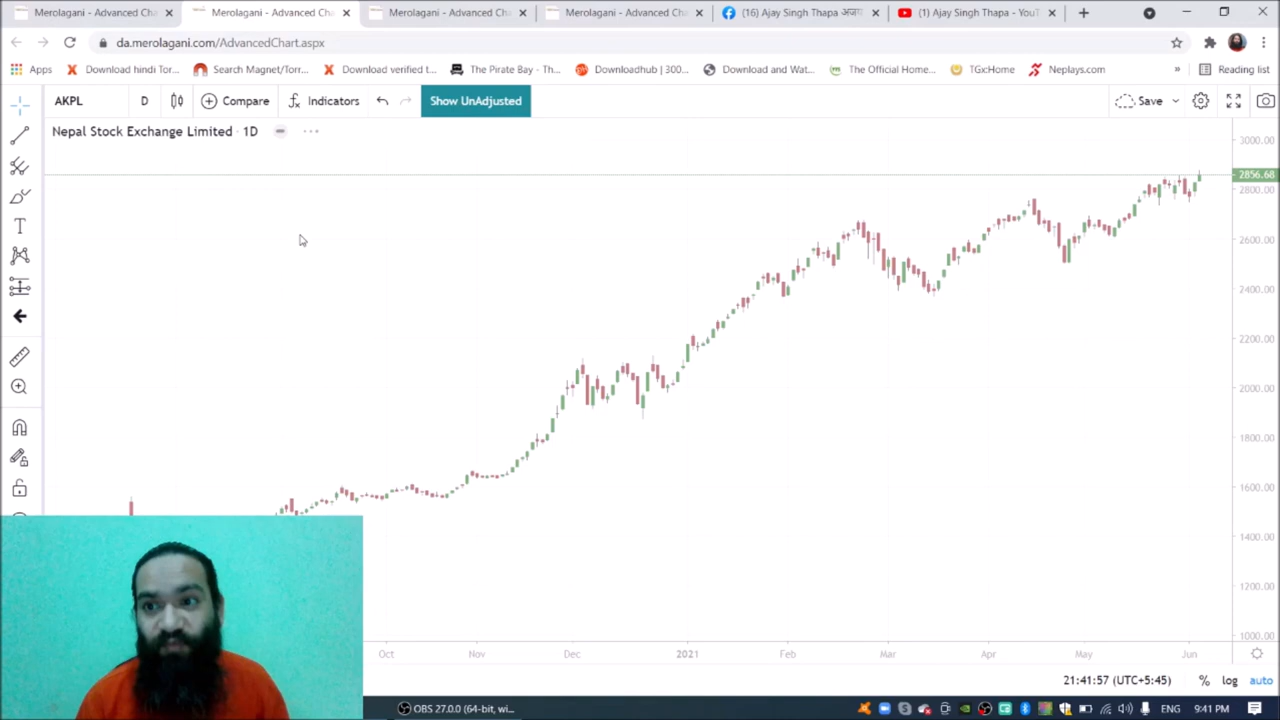 Merolagani - Advanced Cha
Merolagani - Advanced Cha
Merolagani - Advanced Cha
Merolagani - Advanced Cha
(16) Ajay Singh Thapa अजय
(1) Ajay Singh Thapa - YouT
da.merolagani.com/AdvancedChart.aspx
Apps
Download hindi Tor...
Search Magnet/Torr...
Download verified t...
The Pirate Bay - Th...
Downloadhub | 300...
Download and Wat...
The Official Home...
TGxHome
Neplays.com
»
Reading list
AKPL
D
Compare
Indicators
Show UnAdjusted
Save
Nepal Stock Exchange Limited · 1D
3000.00
2856.68
2800.00
2600.00
2400.00
2200.00
2000.00
1800.00
1600.00
1400.00
1200.00
1000.00
Oct
Nov
Dec
2021
Feb
Mar
Apr
May
Jun
21:41:57 (UTC+5:45)
%
log
auto
OBS 27.0.0 (64-bit, wi...
ENG
9:41 PM